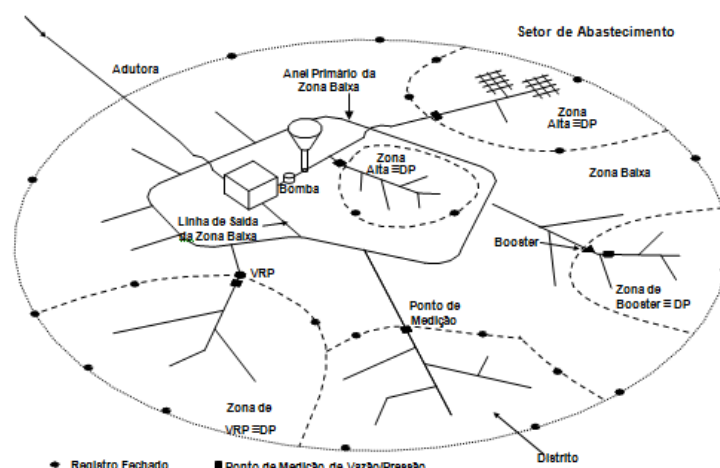 Setor de Abastecimento
Adutora
Anel Primário da
Zona Baixa
Zona
Alta ≡DP
Zona
Alta ≡DP
Zona Baixa
Bomba
Linha de Saída
da Zona Baixa
Booster
VRP
Ponto de
Medição
Zona de
Booster ≡ DP
Zona de
VRP ≡DP
Distrito
Registro Fechado
Ponto de Medição de Vazão/Pressão